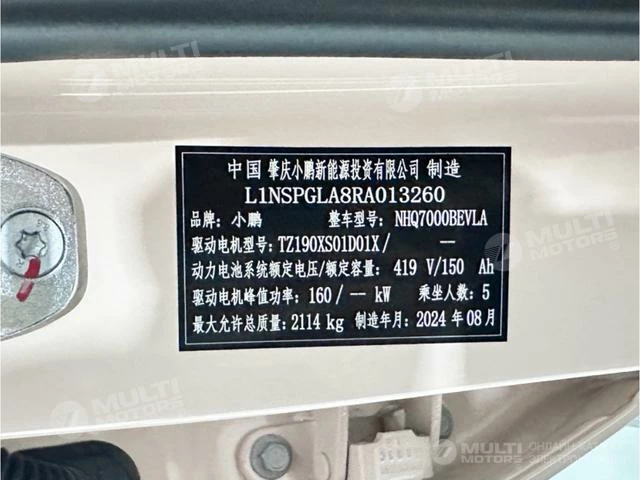 中国 肇庆小鹏新能源投资有限公司 制造
L1NSPGLA8RA013260
品牌: 小鹏 整车型号: NHQ7000BEVLA
驱动电机型号: TZ190XS01D01X / --
动力电池系统额定电压/额定容量: 419 V/150 Ah
驱动电机峰值功率: 160 / -- kW 乘坐人数: 5
最大允许总质量: 2114 kg 制造年月: 2024 年 08 月
MULTI MOTORS
MULTI MOTORS
MULTI MOTORS
MULTI MOTORS